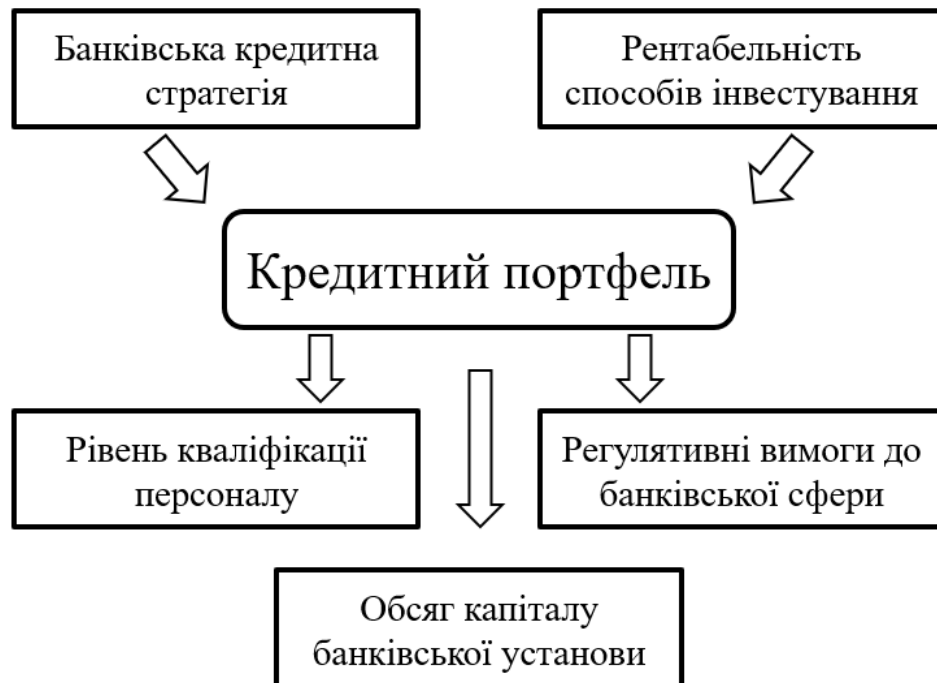 Банківська кредитна
стратегія
Рентабельність
способів інвестування
Кредитний портфель
Рівень кваліфікації
персоналу
Регулятивні вимоги до
банківської сфери
Обсяг капіталу
банківської установи